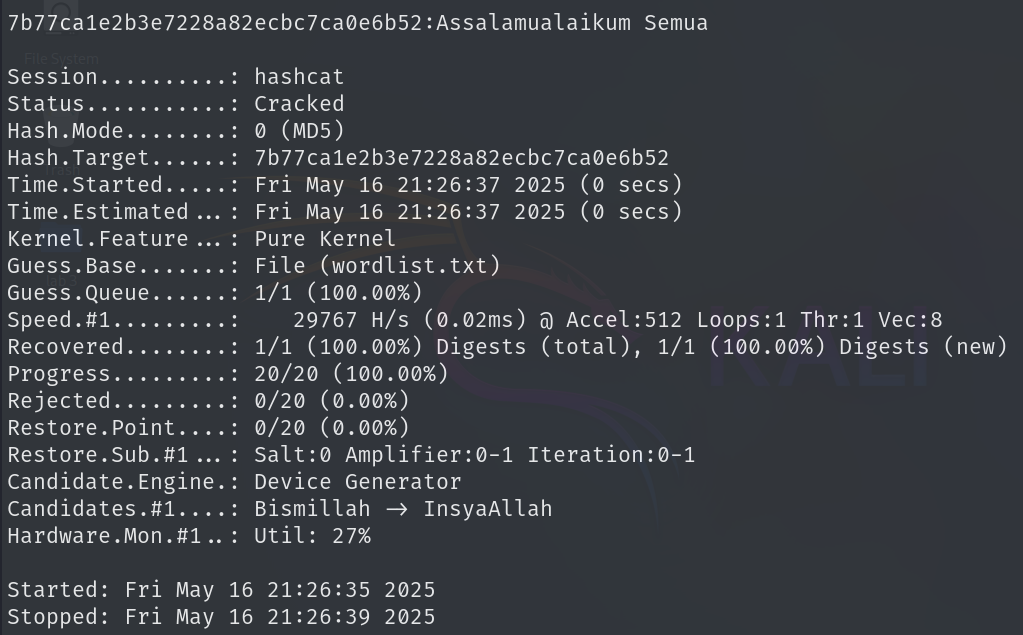 7b77ca1e2b3e7228a82ecbc7ca0e6b52:Assalamualaikum Semua
File System
Session..........: hashcat
Status...........: Cracked
Hash.Mode........: 0 (MD5)
Hash.Target......: 7b77ca1e2b3e7228a82ecbc7ca0e6b52
Time.Started.....: Fri May 16 21:26:37 2025 (0 secs)
Time.Estimated...: Fri May 16 21:26:37 2025 (0 secs)
Kernel.Feature...: Pure Kernel
Guess.Base.......: File (wordlist.txt)
Guess.Queue......: 1/1 (100.00%)
Speed.#1.........:    29767 H/s (0.02ms) @ Accel:512 Loops:1 Thr:1 Vec:8
Recovered........: 1/1 (100.00%) Digests (total), 1/1 (100.00%) Digests (new)
Progress.........: 20/20 (100.00%)
Rejected.........: 0/20 (0.00%)
Restore.Point....: 0/20 (0.00%)
Restore.Sub.#1...: Salt:0 Amplifier:0-1 Iteration:0-1
Candidate.Engine.: Device Generator
Candidates.#1....: Bismillah -> InsyaAllah
Hardware.Mon.#1..: Util: 27%
Started: Fri May 16 21:26:35 2025
Stopped: Fri May 16 21:26:39 2025
KALI